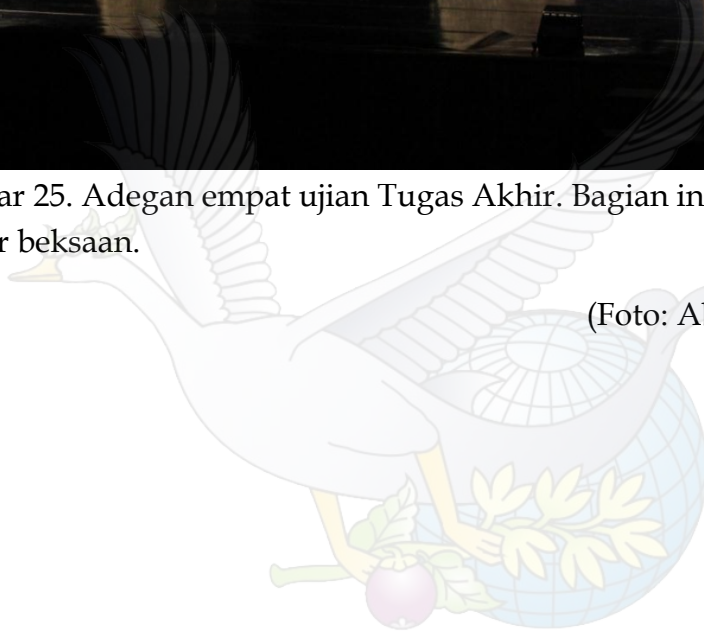 ar 25. Adegan empat ujian Tugas Akhir. Bagian in
r beksaan.
(Foto: Al